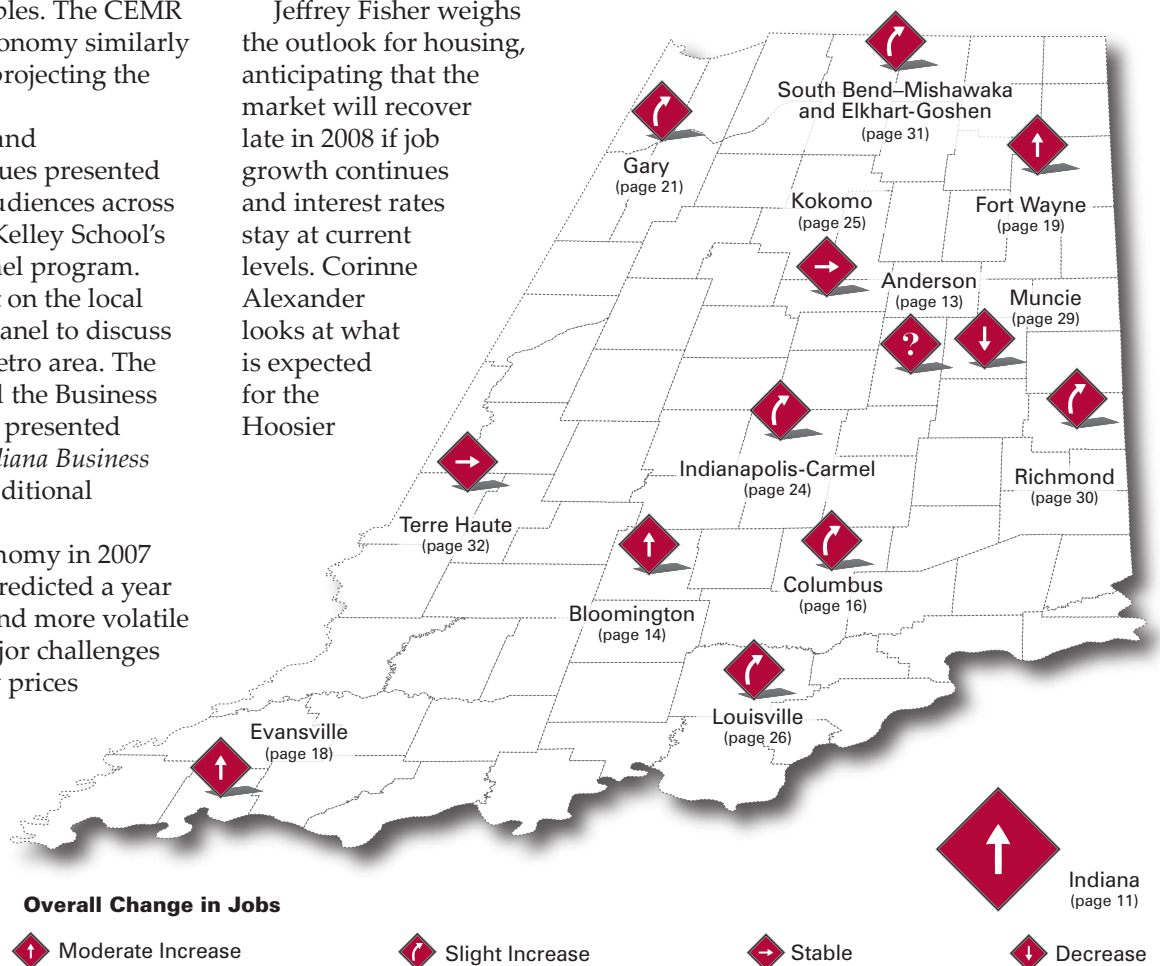 bles. The CEMR
onomy similarly
projecting the
and
ues presented
udiences across
Kelley School's
nel program.
t on the local
anel to discuss
etro area. The
d the Business
presented
diana Business
ditional
nomy in 2007
redicted a year
nd more volatile
jor challenges
y prices
Jeffrey Fisher weighs
the outlook for housing,
anticipating that the
market will recover
late in 2008 if job
growth continues
and interest rates
stay at current
levels. Corinne
Alexander
looks at what
is expected
for the
Hoosier
South Bend–Mishawaka
and Elkhart-Goshen
(page 31)
Gary
(page 21)
Kokomo
(page 25)
Fort Wayne
(page 19)
Anderson
(page 13)
?
Muncie
(page 29)
Indianapolis-Carmel
(page 24)
Richmond
(page 30)
Terre Haute
(page 32)
Bloomington
(page 14)
Columbus
(page 16)
Louisville
(page 26)
Evansville
(page 18)
Indiana
(page 11)
Overall Change in Jobs
Moderate Increase
Slight Increase
Stable
Decrease